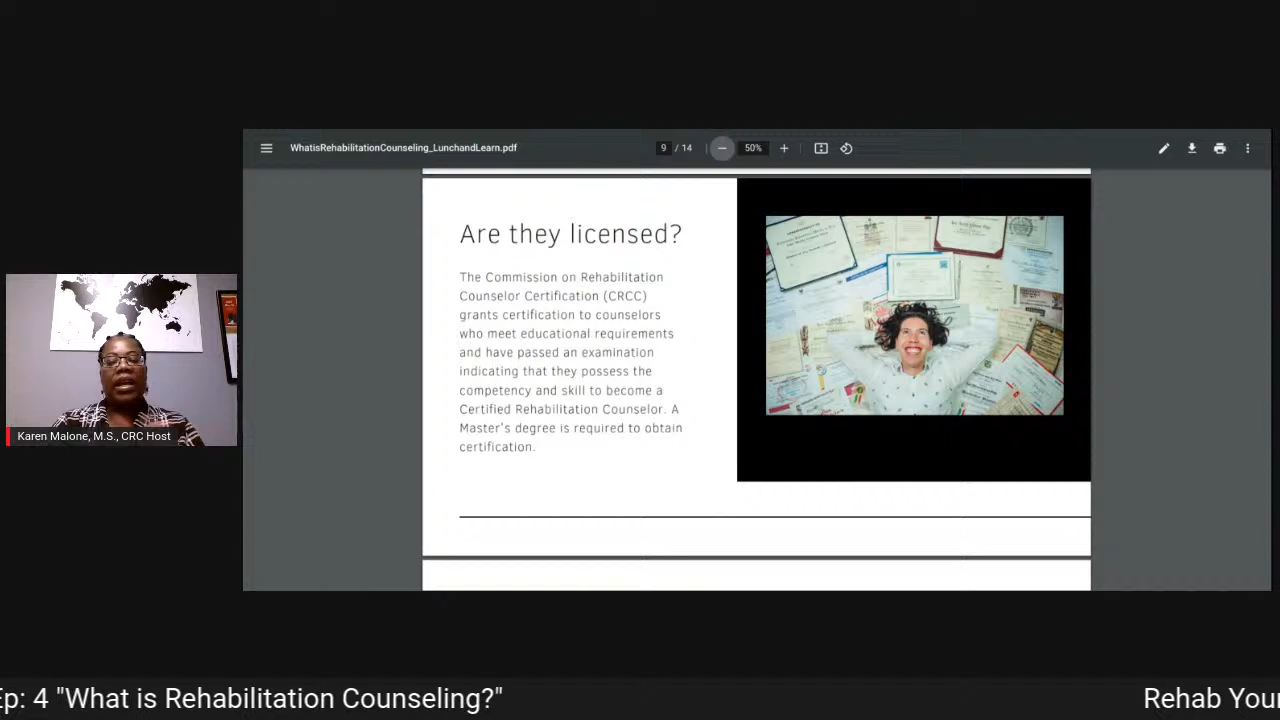 WhatisRehabilitationCounseling_LunchandLearn.pdf
9 / 14
50%
Are they licensed?
The Commission on Rehabilitation
Counselor Certification (CRCC)
grants certification to counselors
who meet educational requirements
and have passed an examination
indicating that they possess the
competency and skill to become a
Certified Rehabilitation Counselor. A
Master's degree is required to obtain
certification.
Karen Malone, M.S., CRC Host
Ep: 4 "What is Rehabilitation Counseling?"
Rehab Your